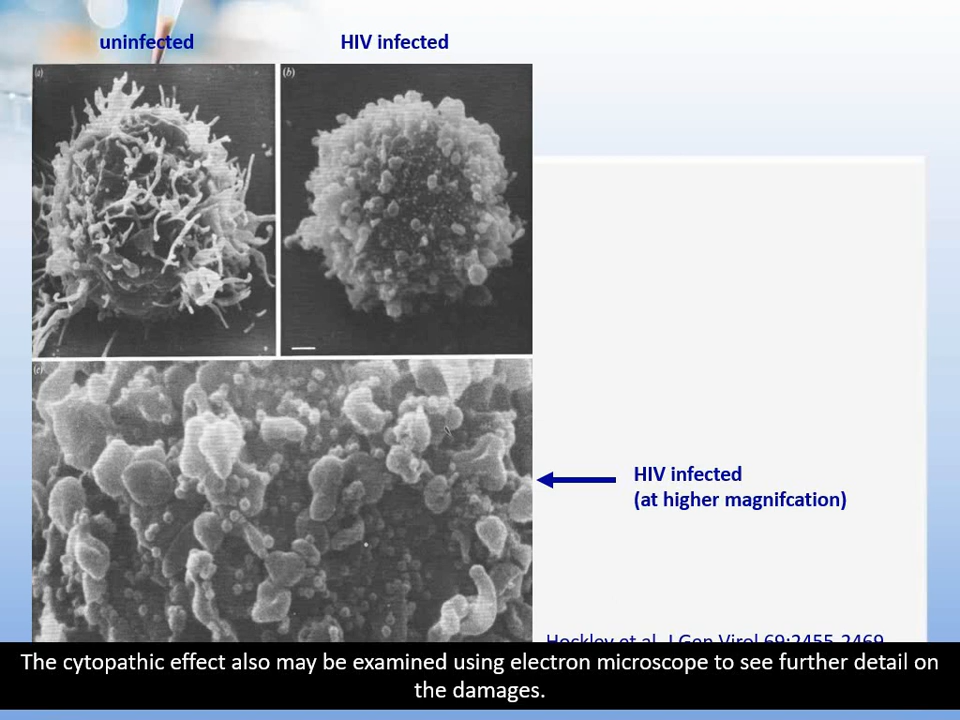 uninfected
HIV infected
(a)
(b)
(c)
HIV infected
(at higher magnifcation)
Hockley et al. J Gen Virol 69:2455-2469
The cytopathic effect also may be examined using electron microscope to see further detail on
the damages.